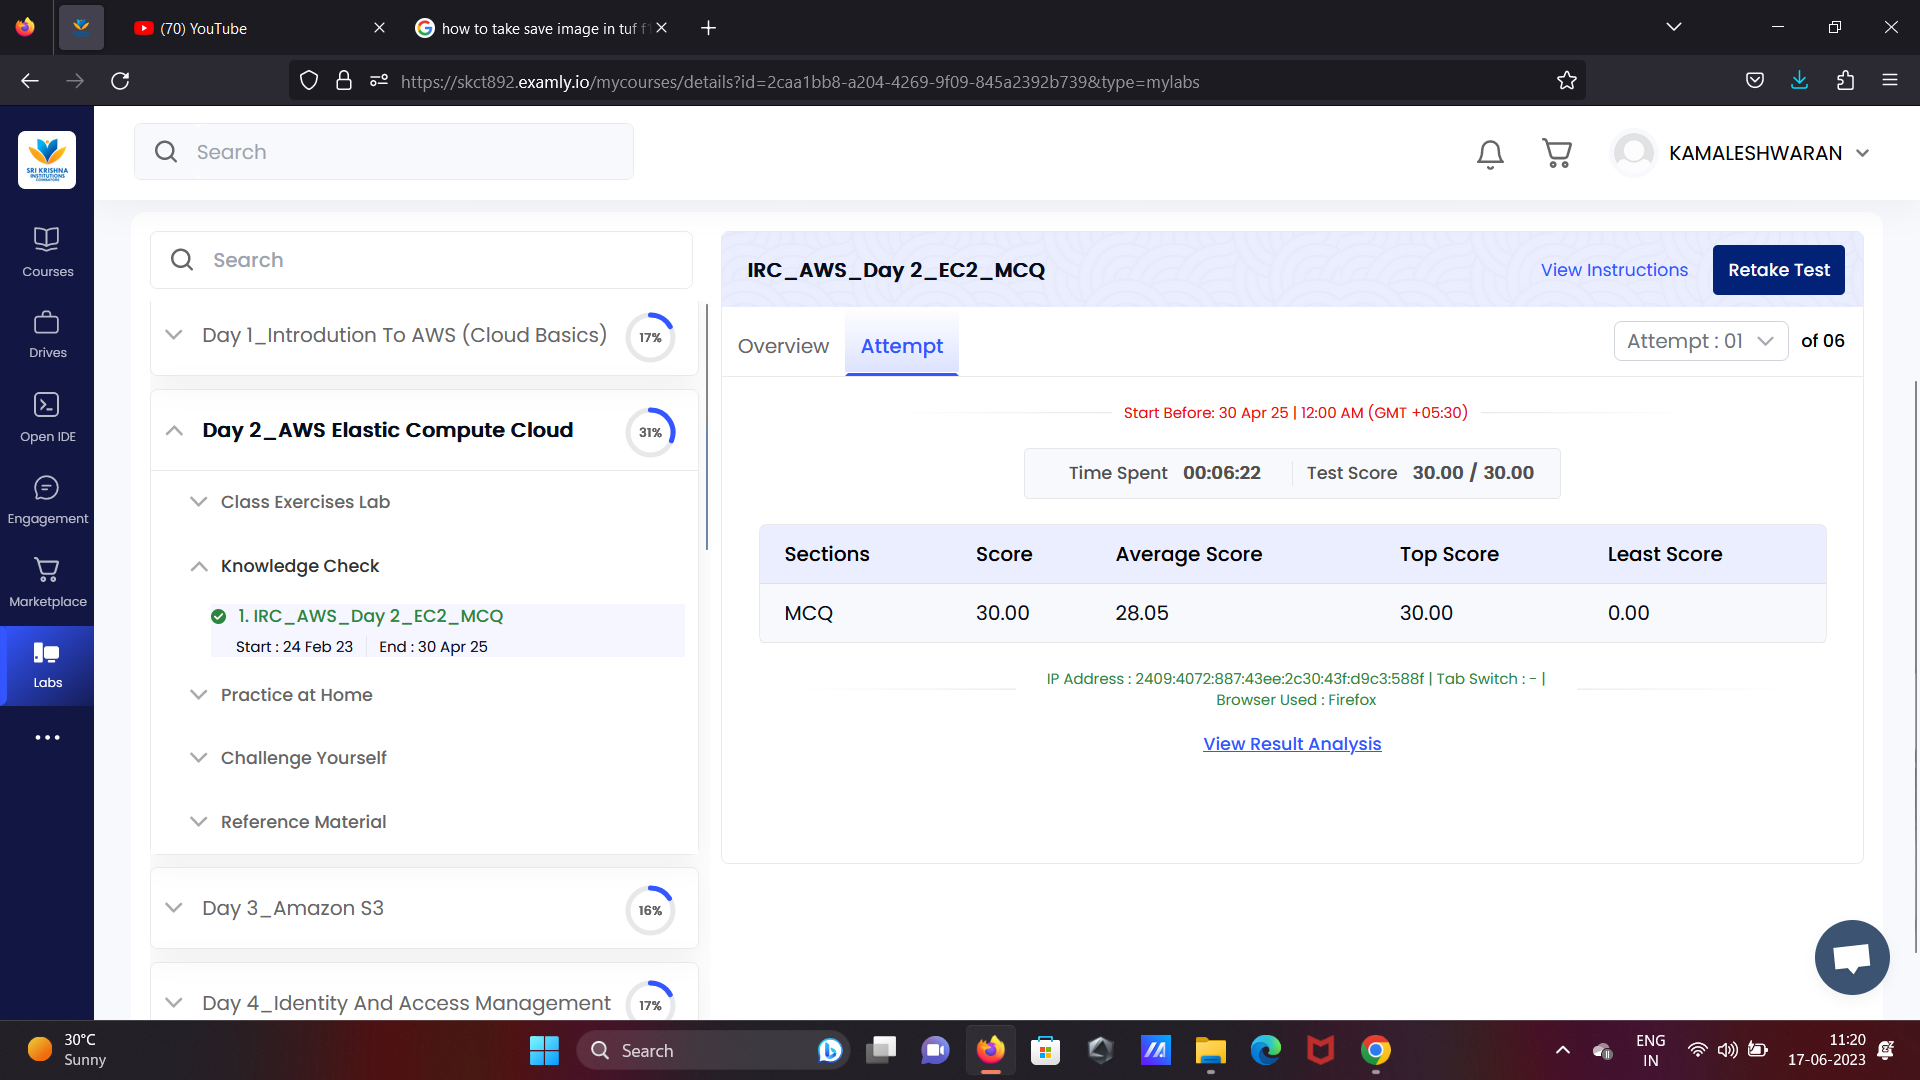 (70) YouTube
how to take save image in tuf f1
https://skct892.examly.io/mycourses/details?id=2caa1bb8-a204-4269-9f09-845a2392b739&type=mylabs
SRI KRISHNA
INSTITUTIONS
COIMBATORE
Search
KAMALESHWARAN
Courses
Drives
Open IDE
Engagement
Marketplace
Labs
Search
Day 1_Introdution To AWS (Cloud Basics)
17%
Day 2_AWS Elastic Compute Cloud
31%
Class Exercises Lab
Knowledge Check
1. IRC_AWS_Day 2_EC2_MCQ
Start : 24 Feb 23
End : 30 Apr 25
Practice at Home
Challenge Yourself
Reference Material
Day 3_Amazon S3
16%
Day 4_Identity And Access Management
17%
IRC_AWS_Day 2_EC2_MCQ
View Instructions
Retake Test
Overview
Attempt
Attempt : 01
of 06
Start Before: 30 Apr 25 | 12:00 AM (GMT +05:30)
Time Spent 00:06:22
Test Score 30.00 / 30.00
Sections Score Average Score Top Score Least Score
MCQ 30.00 28.05 30.00 0.00
IP Address : 2409:4072:887:43ee:2c30:43f:d9c3:588f | Tab Switch : - |
Browser Used : Firefox
View Result Analysis
30°C
Sunny
Search
ENG
IN
11:20
17-06-2023